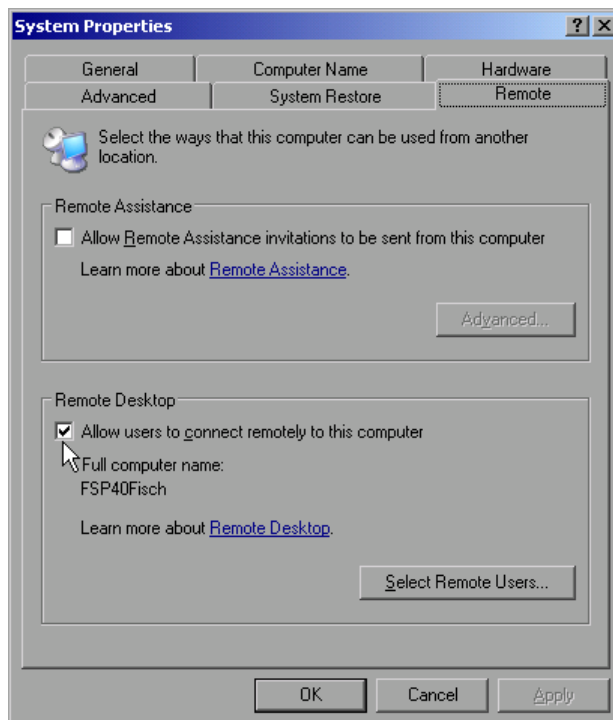 System Properties
General Computer Name Hardware
Advanced System Restore Remote
Select the ways that this computer can be used from another
location.
Remote Assistance
Allow Remote Assistance invitations to be sent from this computer
Learn more about Remote Assistance.
Advanced...
Remote Desktop
Allow users to connect remotely to this computer
Full computer name:
FSP40Fisch
Learn more about Remote Desktop.
Select Remote Users...
OK Cancel Apply